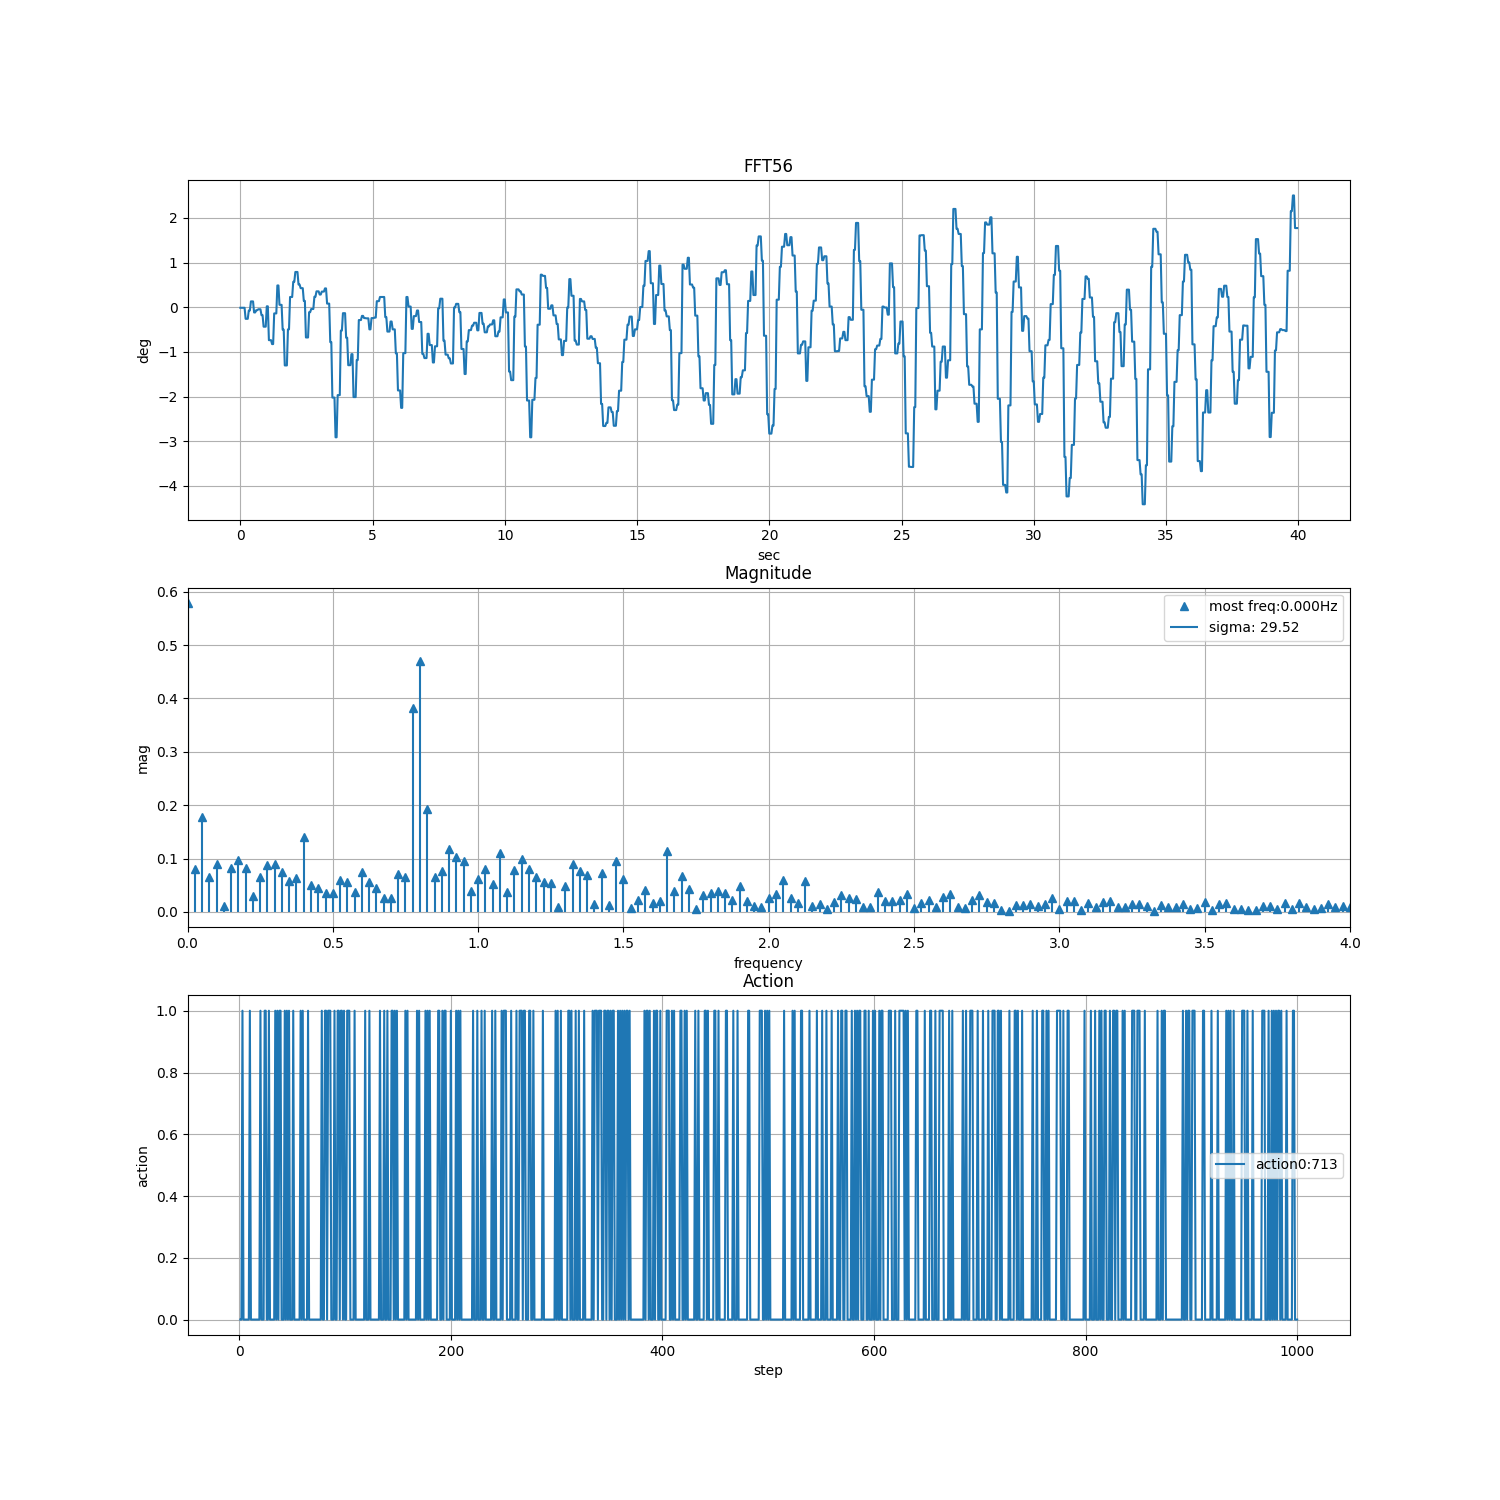 FFT56
2
1
0
−1
−2
−3
−4
deg
0 5 10 15 20 25 30 35 40
sec
Magnitude
0.6
0.5
0.4
0.3
0.2
0.1
0.0
mag
most freq:0.000Hz
sigma: 29.52
0.0 0.5 1.0 1.5 2.0 2.5 3.0 3.5 4.0
frequency
Action
1.0
0.8
0.6
0.4
0.2
0.0
action
action0:713
0 200 400 600 800 1000
step